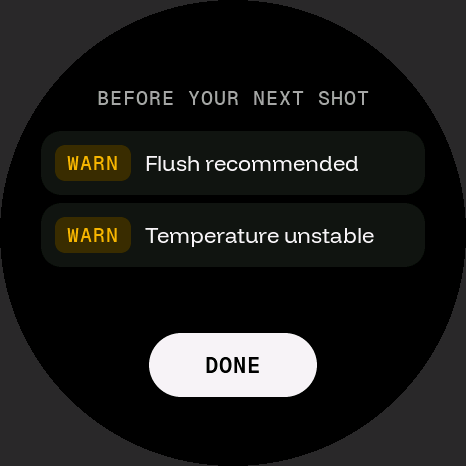 BEFORE YOUR NEXT SHOT
WARN Flush recommended
WARN Temperature unstable
DONE